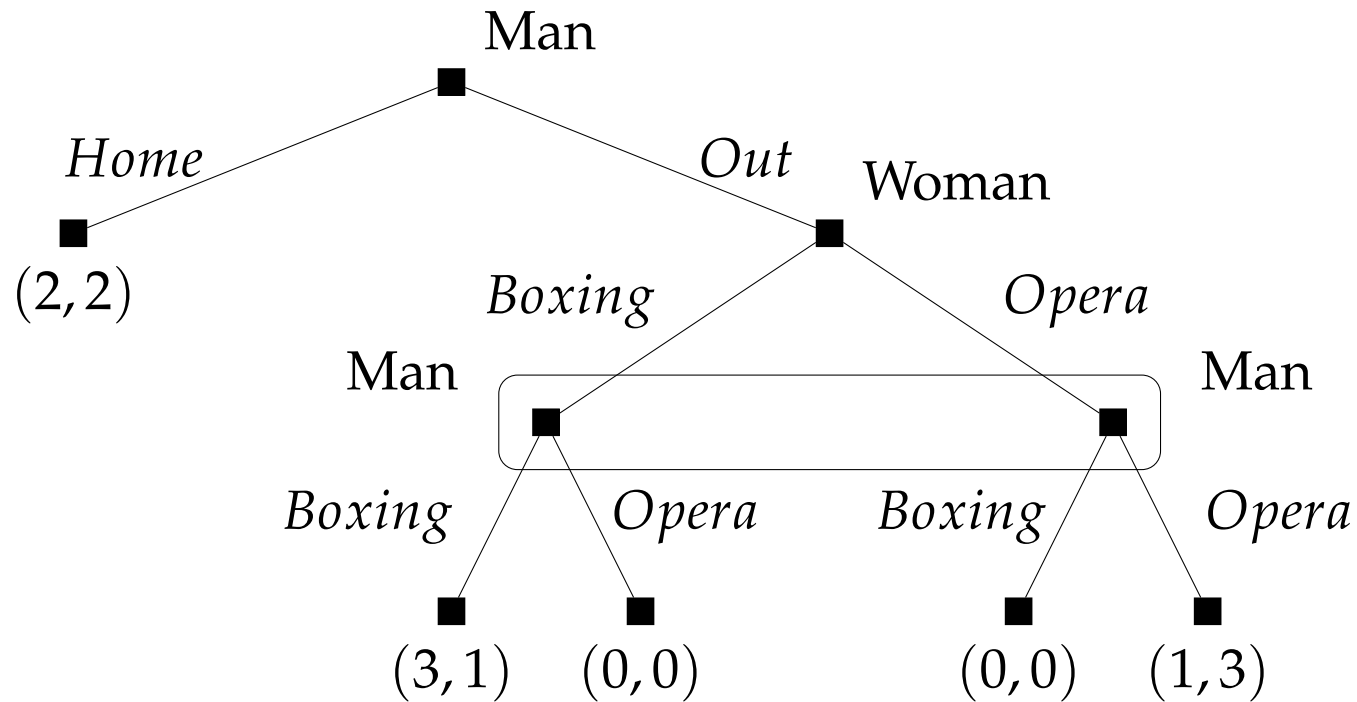 Man
Home
Out
Woman
(2, 2)
Boxing
Opera
Man
Man
Boxing
Opera
Boxing
Opera
(3, 1)
(0, 0)
(0, 0)
(1, 3)